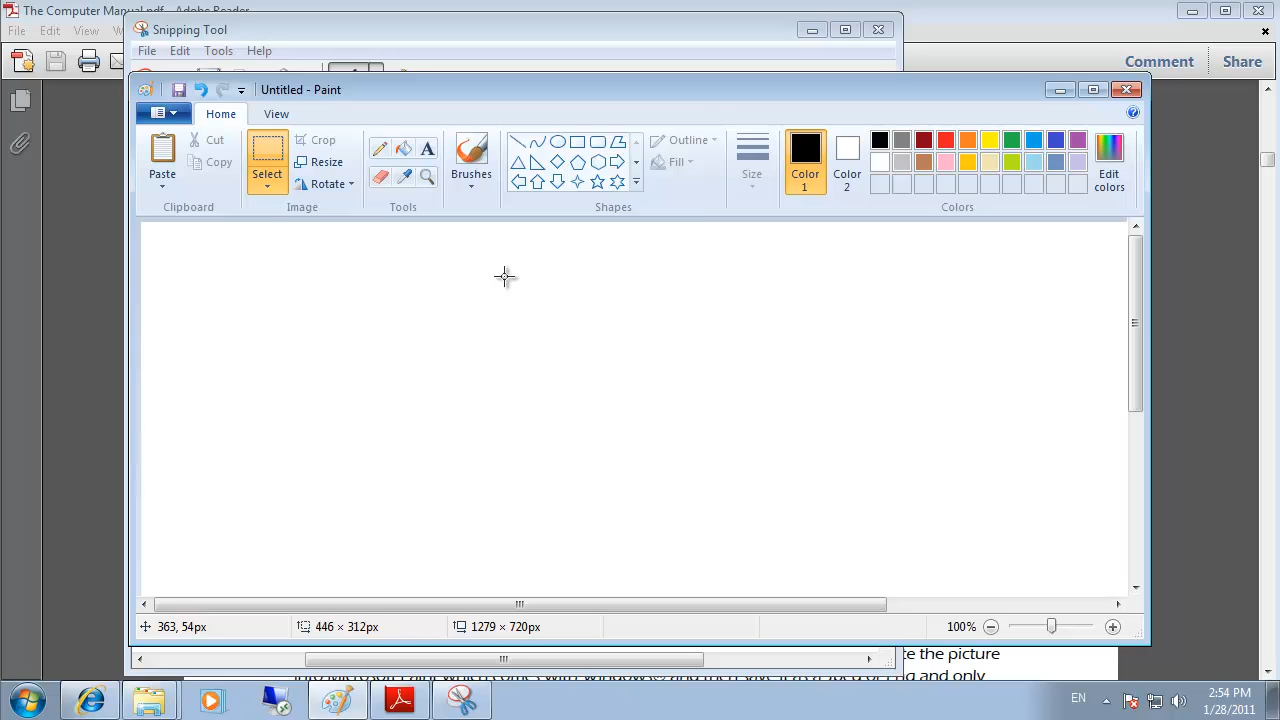 The Computer Manual.pdf - Adobe Reader
File Edit View
Comment Share
Snipping Tool
File Edit Tools Help
Untitled - Paint
Home View
Paste
Cut
Copy
Clipboard
Select
Crop
Resize
Rotate
Image
Tools
Brushes
Shapes
Outline
Fill
Size
Color 1
Color 2
Edit colors
Colors
363, 54px
446 × 312px
1279 × 720px
100%
the picture
and only
EN
2:54 PM
1/28/2011